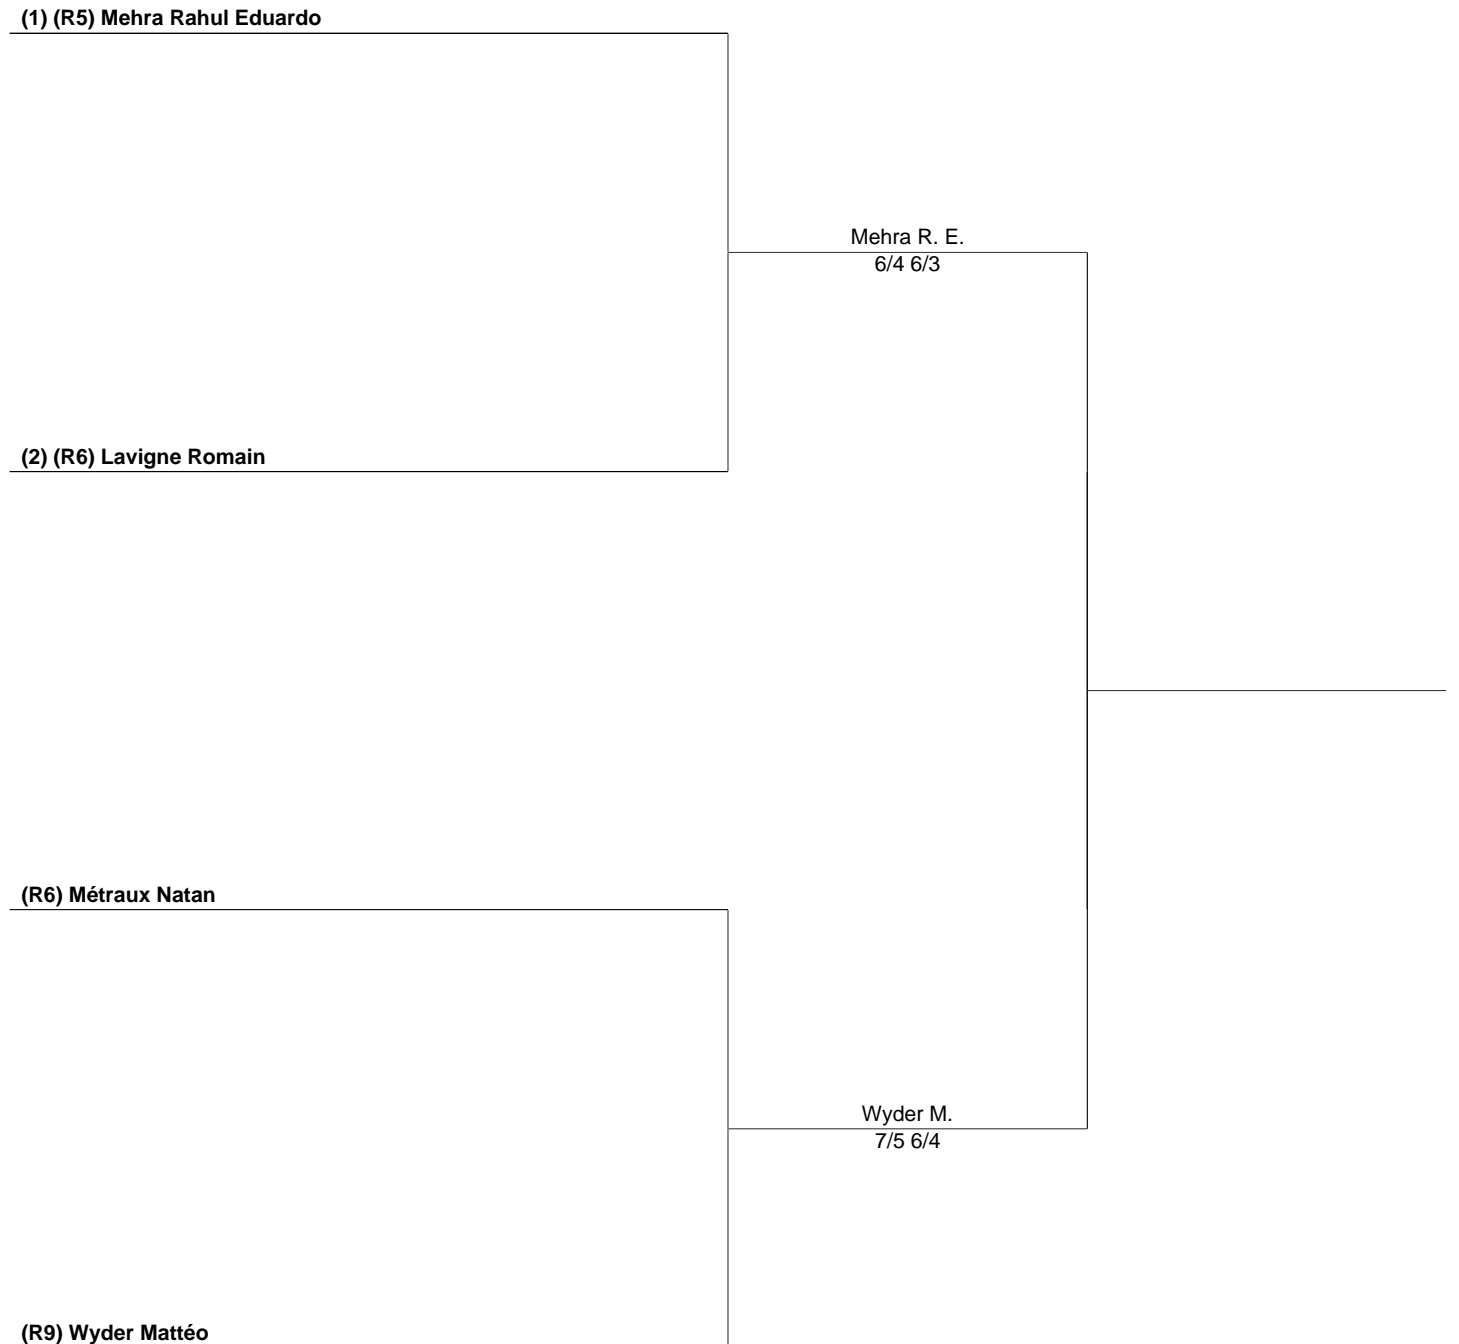 (1) (R5) Mehra Rahul Eduardo
Mehra R. E.
6/4 6/3
(2) (R6) Lavigne Romain
(R6) Métraux Natan
Wyder M.
7/5 6/4
(R9) Wyder Mattéo